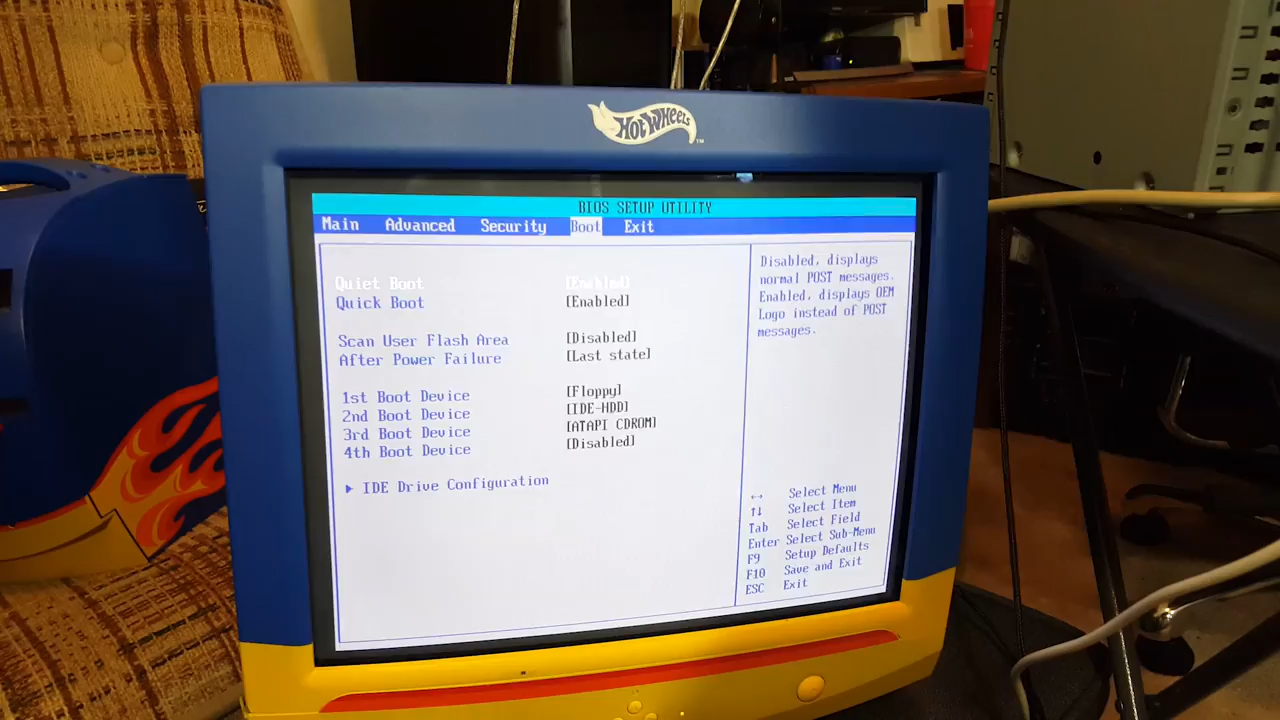 HOT WHEELS™
BIOS SETUP UTILITY
Main Advanced Security Boot Exit
Quiet Boot [Enabled]
Quick Boot [Enabled]
Scan User Flash Area [Disabled]
After Power Failure [Last state]
1st Boot Device [Floppy]
2nd Boot Device [IDE-HDD]
3rd Boot Device [ATAPI CDROM]
4th Boot Device [Disabled]
▶ IDE Drive Configuration
Disabled, displays
normal POST messages.
Enabled, displays OEM
Logo instead of POST
messages.
↔ Select Menu
↑↓ Select Item
Tab Select Field
Enter Select Sub-Menu
F9 Setup Defaults
F10 Save and Exit
ESC Exit